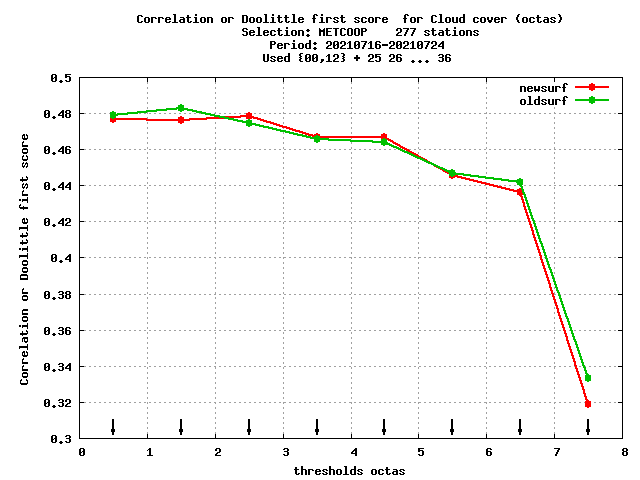 Correlation or Doolittle first score  for Cloud cover (octas)
Selection: METCOOP    277 stations
Period: 20210716-20210724
Used {00,12} + 25 26 ... 36
newsurf
oldsurf
Correlation or Doolittle first score
0.5
0.48
0.46
0.44
0.42
0.4
0.38
0.36
0.34
0.32
0.3
0 1 2 3 4 5 6 7 8
thresholds octas